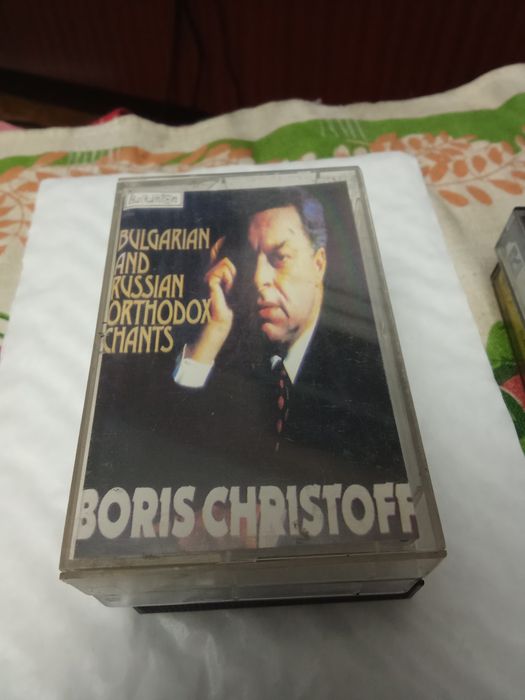 BULGARIAN
AND
RUSSIAN
ORTHODOX
CHANTS
BORIS CHRISTOFF